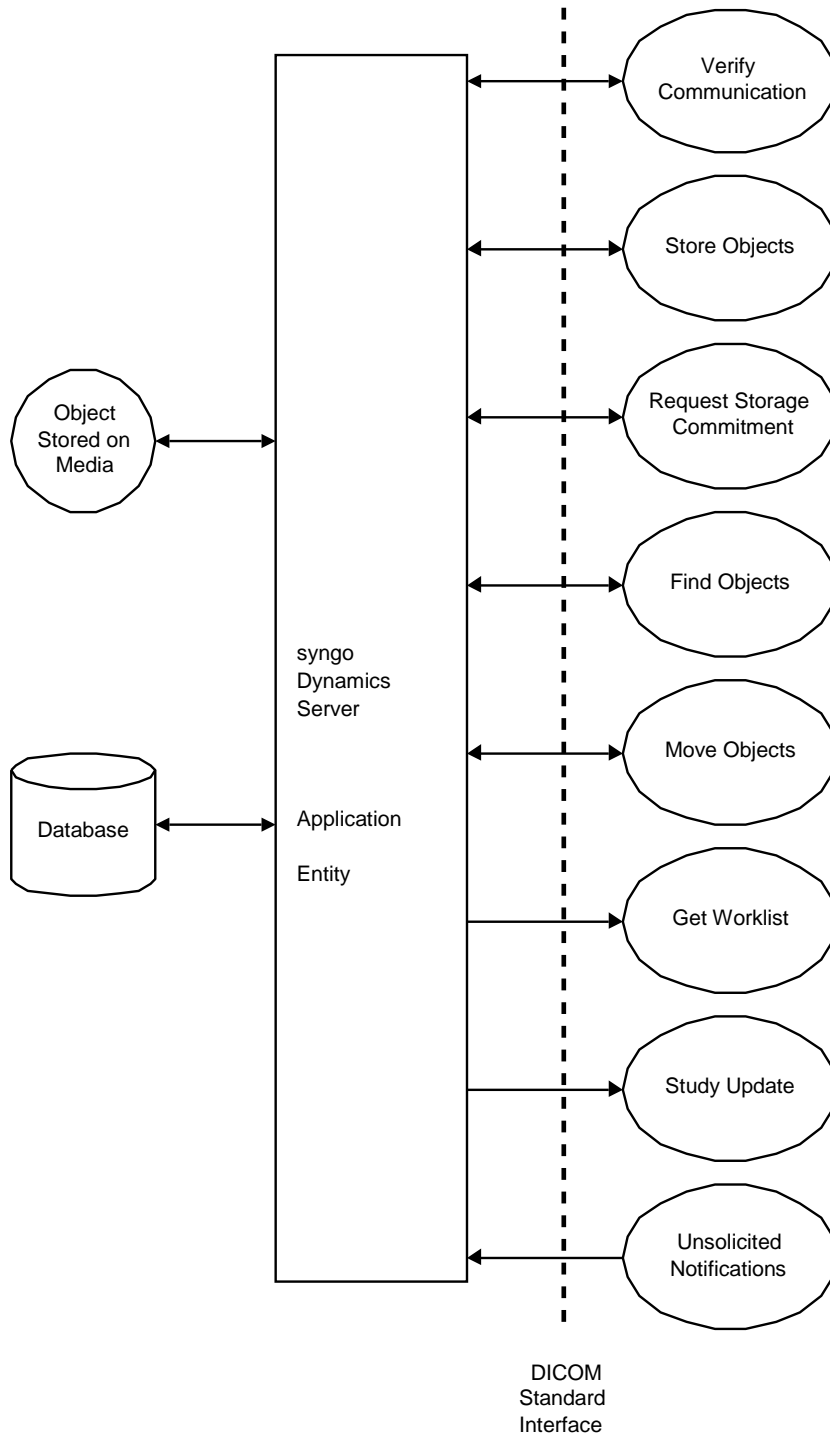 Verify
Communication
Store Objects
Request Storage
Commitment
Object
Stored on
Media
Find Objects
syngo
Dynamics
Server
Move Objects
Database
Application
Entity
Get Worklist
Study Update
Unsolicited
Notifications
DICOM
Standard
Interface